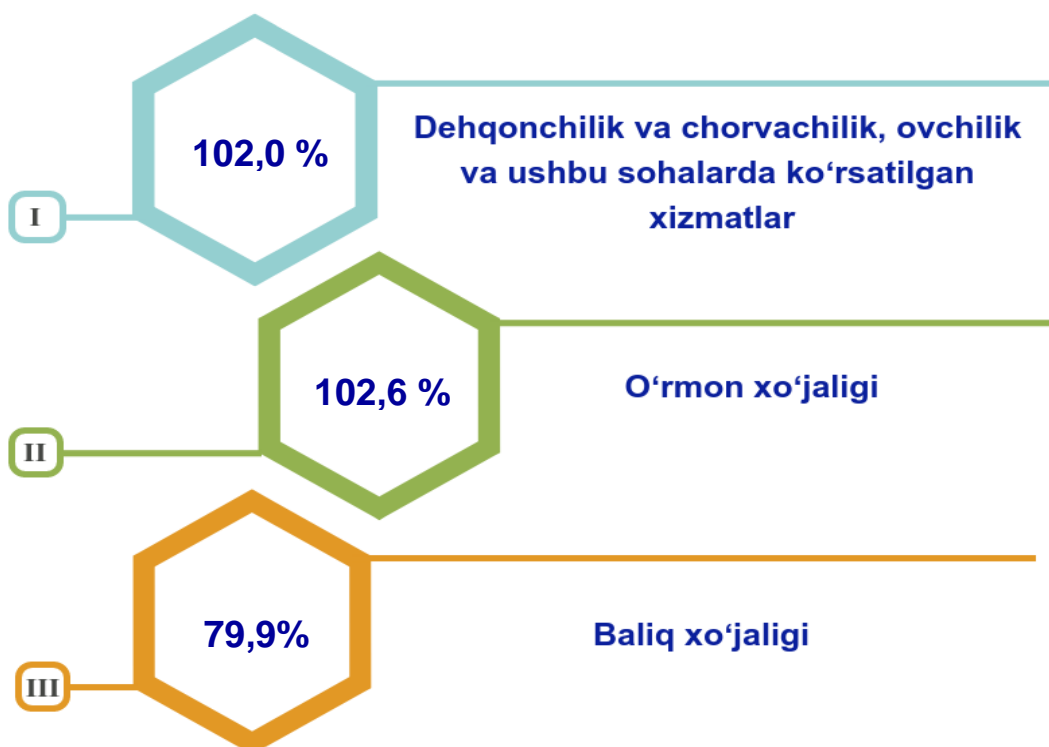 102,0 %
Dehqonchilik va chorvachilik, ovchilik
va ushbu sohalarda ko‘rsatilgan
xizmatlar
I
102,6 %
O‘rmon xo‘jaligi
II
79,9%
Baliq xo‘jaligi
III